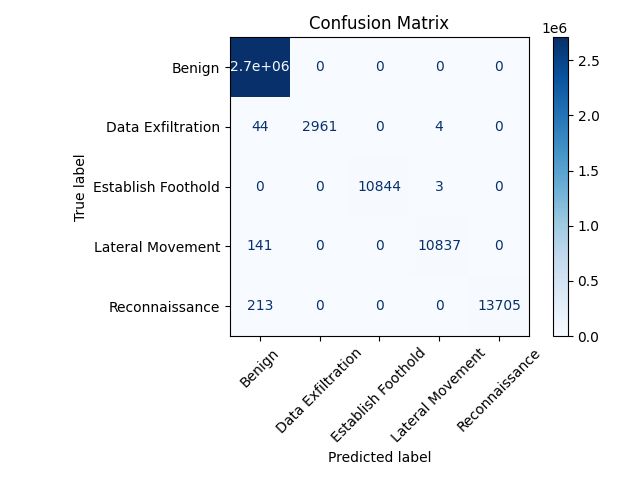 Confusion Matrix
1e6
Benign 2.7e+06 0 0 0 0
Data Exfiltration 44 2961 0 4 0
Establish Foothold 0 0 10844 3 0
Lateral Movement 141 0 0 10837 0
Reconnaissance 213 0 0 0 13705
True label
2.5
2.0
1.5
1.0
0.5
0.0
Benign
Data Exfiltration
Establish Foothold
Lateral Movement
Reconnaissance
Predicted label